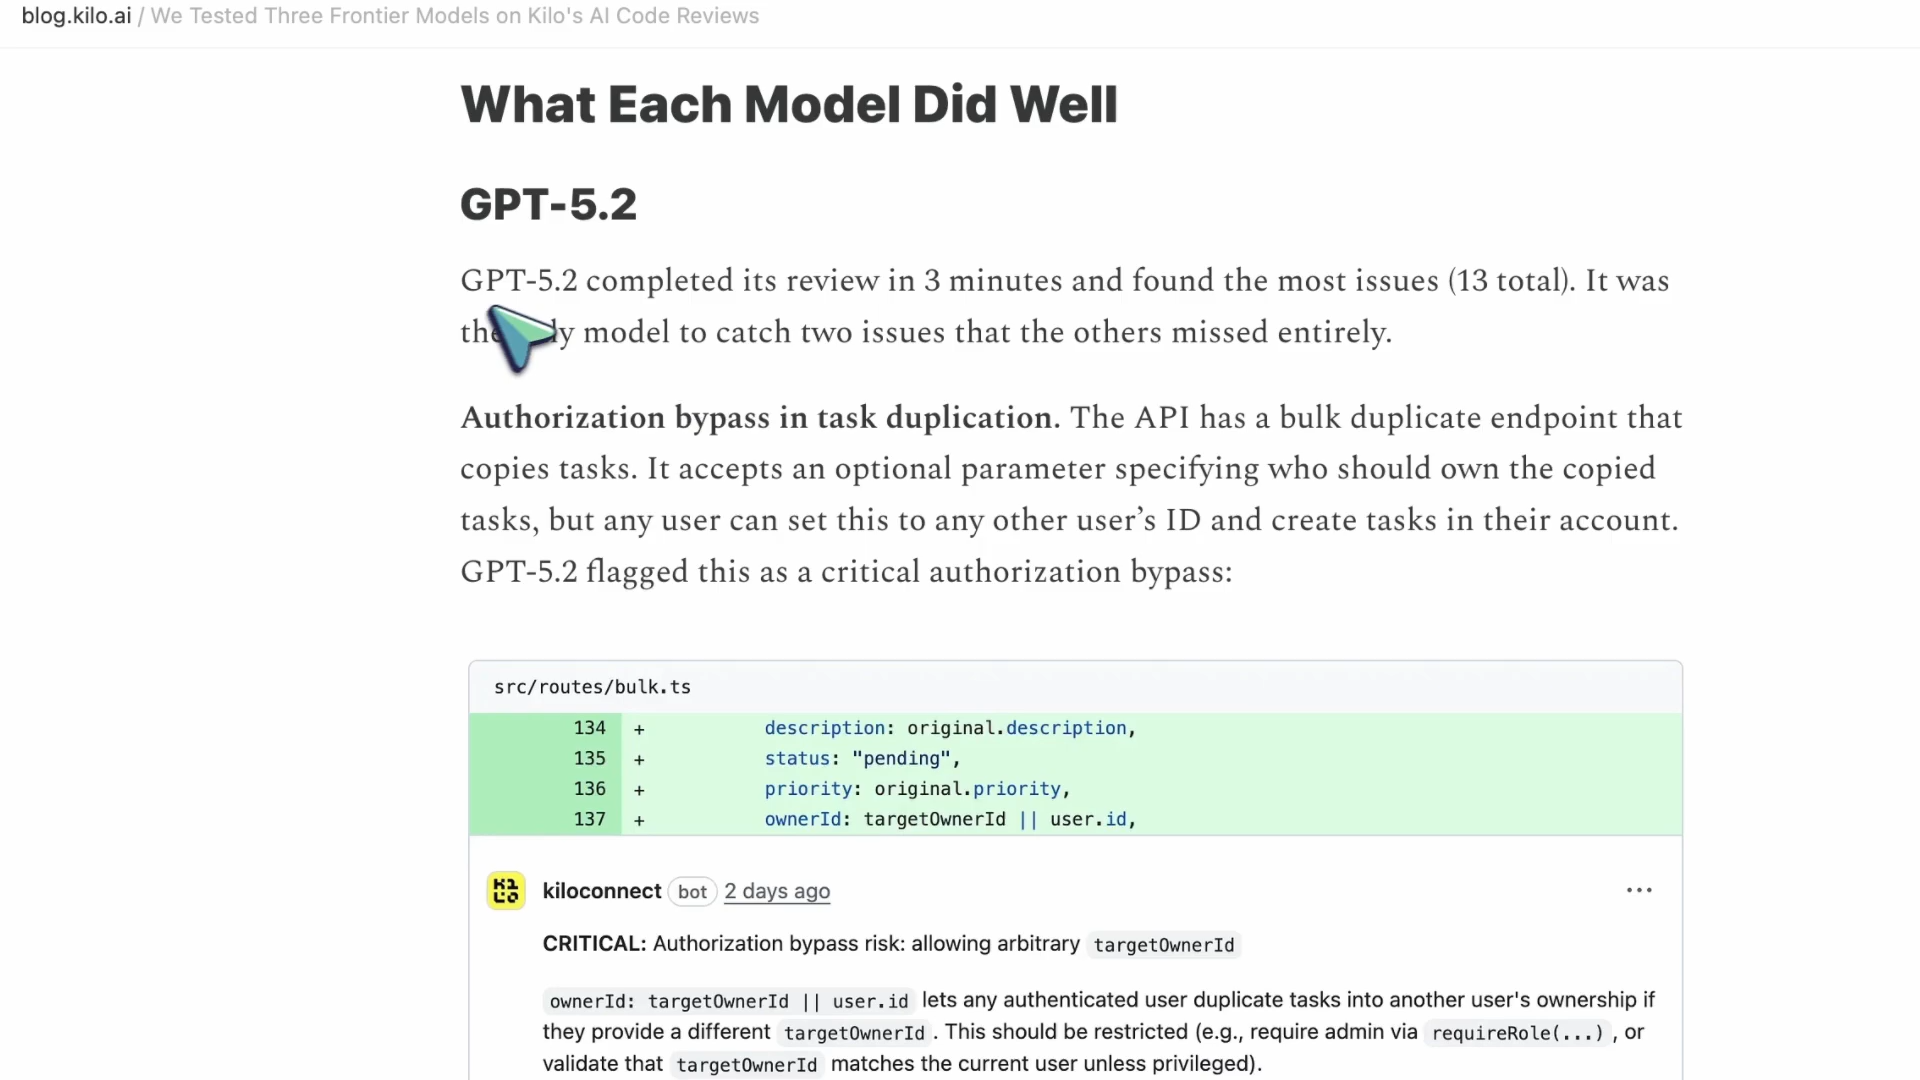 blog.kilo.ai / We Tested Three Frontier Models on Kilo's AI Code Reviews
What Each Model Did Well
GPT-5.2
GPT-5.2 completed its review in 3 minutes and found the most issues (13 total). It was
model to catch two issues that the others missed entirely.
Authorization bypass in task duplication. The API has a bulk duplicate endpoint that
copies tasks. It accepts an optional parameter specifying who should own the copied
tasks, but any user can set this to any other user’s ID and create tasks in their account.
GPT-5.2 flagged this as a critical authorization bypass:
src/routes/bulk.ts
134 + description: original.description,
135 + status: "pending",
136 + priority: original.priority,
137 + ownerId: targetOwnerId || user.id,
kiloconnect bot 2 days ago
CRITICAL: Authorization bypass risk: allowing arbitrary targetOwnerId
ownerId: targetOwnerId || user.id lets any authenticated user duplicate tasks into another user's ownership if
they provide a different targetOwnerId. This should be restricted (e.g., require admin via requireRole(...), or
validate that targetOwnerId matches the current user unless privileged).